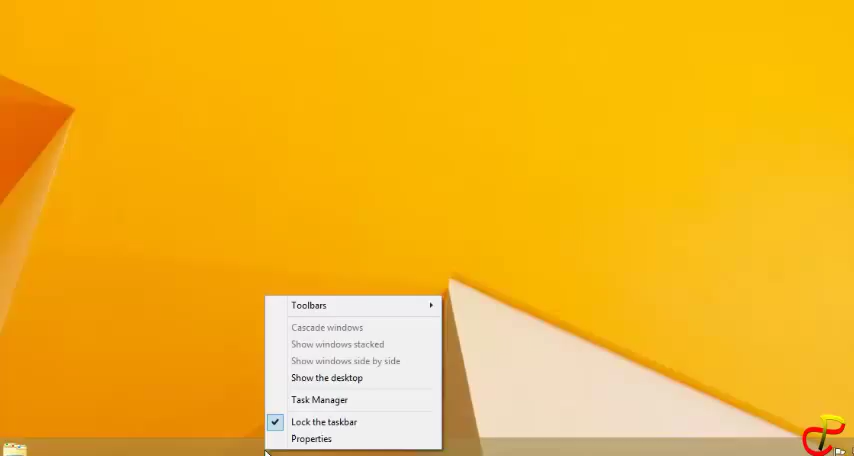 Toolbars
Cascade windows
Show windows stacked
Show windows side by side
Show the desktop
Task Manager
Lock the taskbar
Properties